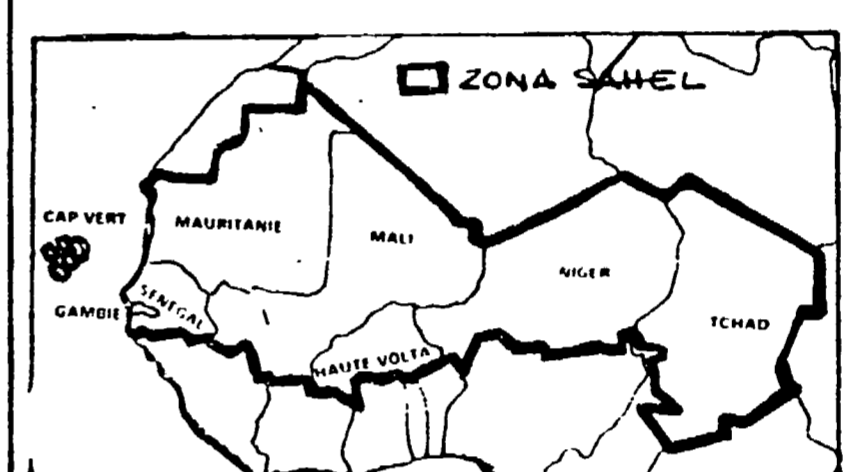 ZONA SAHEL
CAP VERT
MAURITANIE
MALI
NIGER
SENEGAL
GAMBIE
TCHAD
HAUTE VOLTA